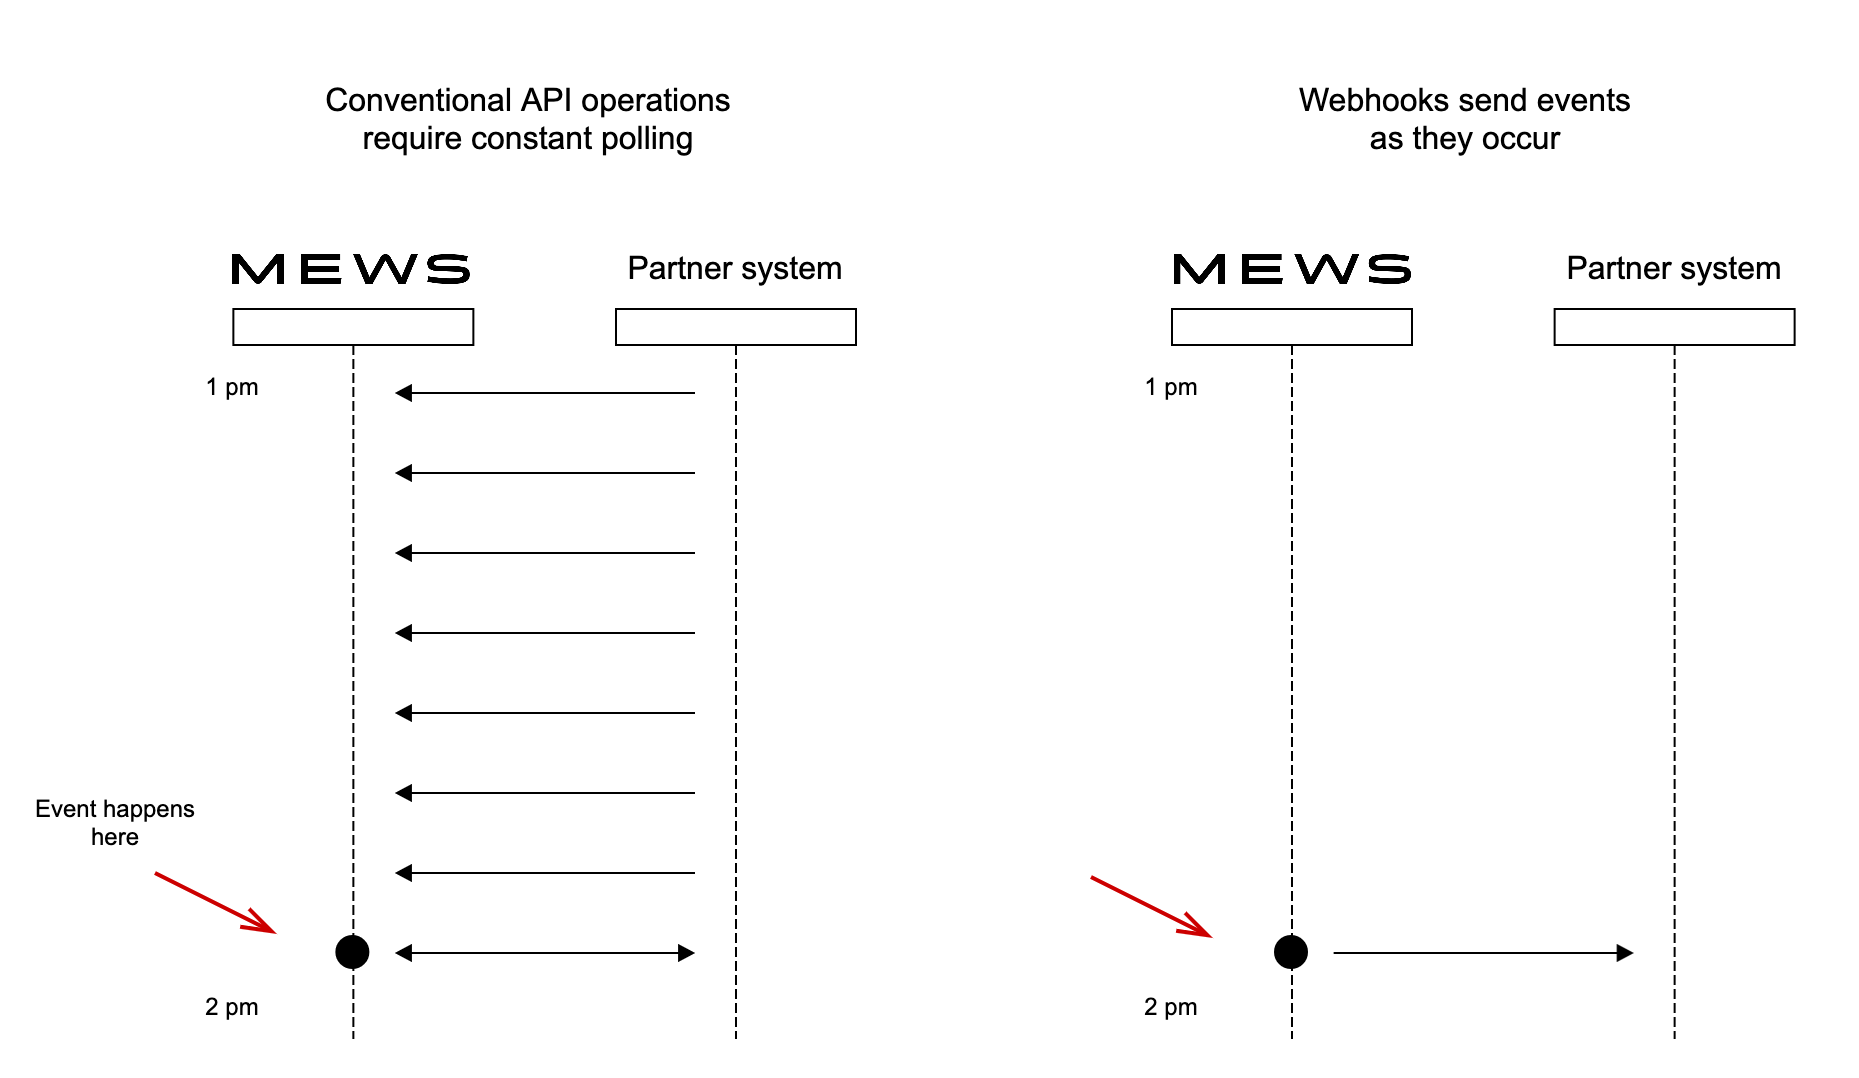 Conventional API operations
require constant polling
MEWS
Partner system
1 pm
Event happens
here
2 pm
Webhooks send events
as they occur
MEWS
Partner system
1 pm
2 pm